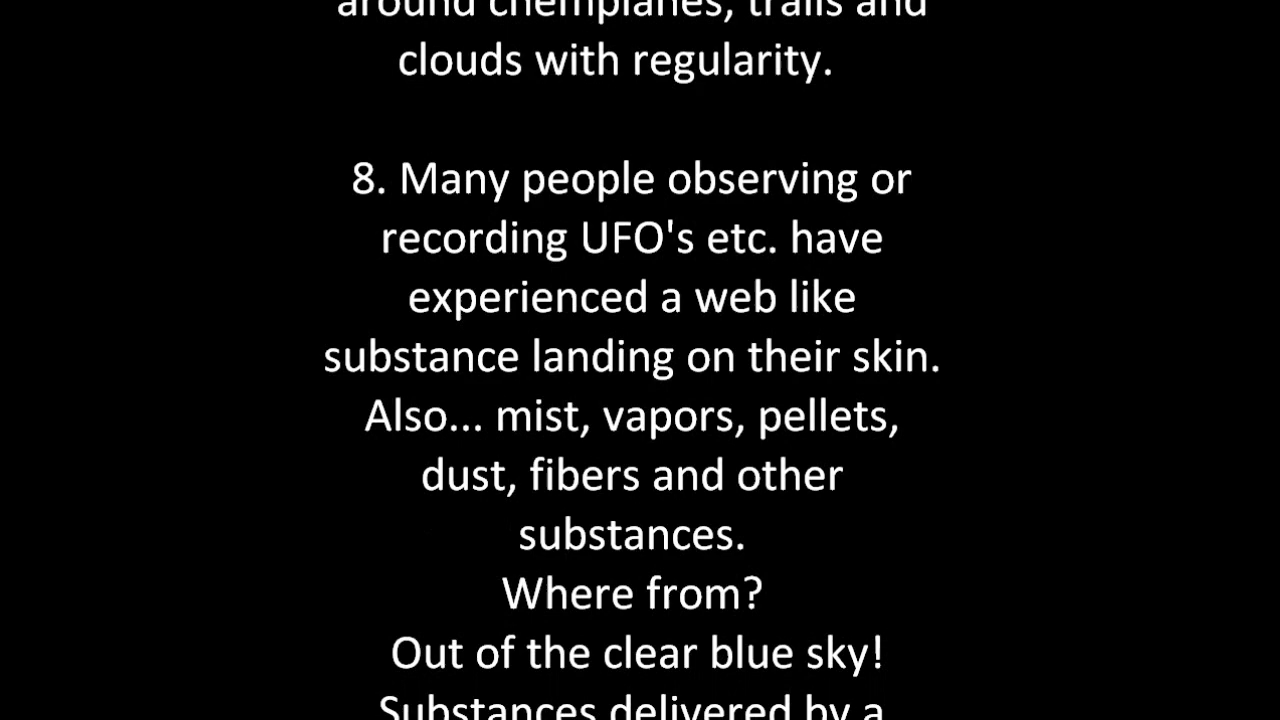 around chemplanes, trails and
clouds with regularity.
8. Many people observing or
recording UFO's etc. have
experienced a web like
substance landing on their skin.
Also... mist, vapors, pellets,
dust, fibers and other
substances.
Where from?
Out of the clear blue sky!
Substances delivered by a